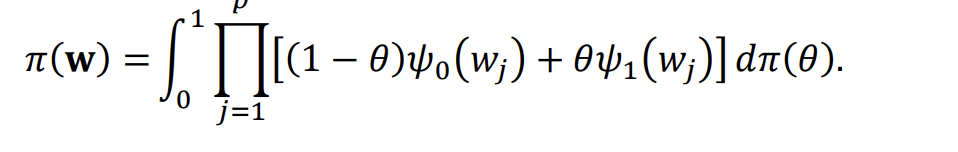 π(𝐰) = ∫₀¹ ∏ⱼ₌₁ᵖ [(1 − θ)ψ₀(wⱼ) + θψ₁(wⱼ)] dπ(θ).